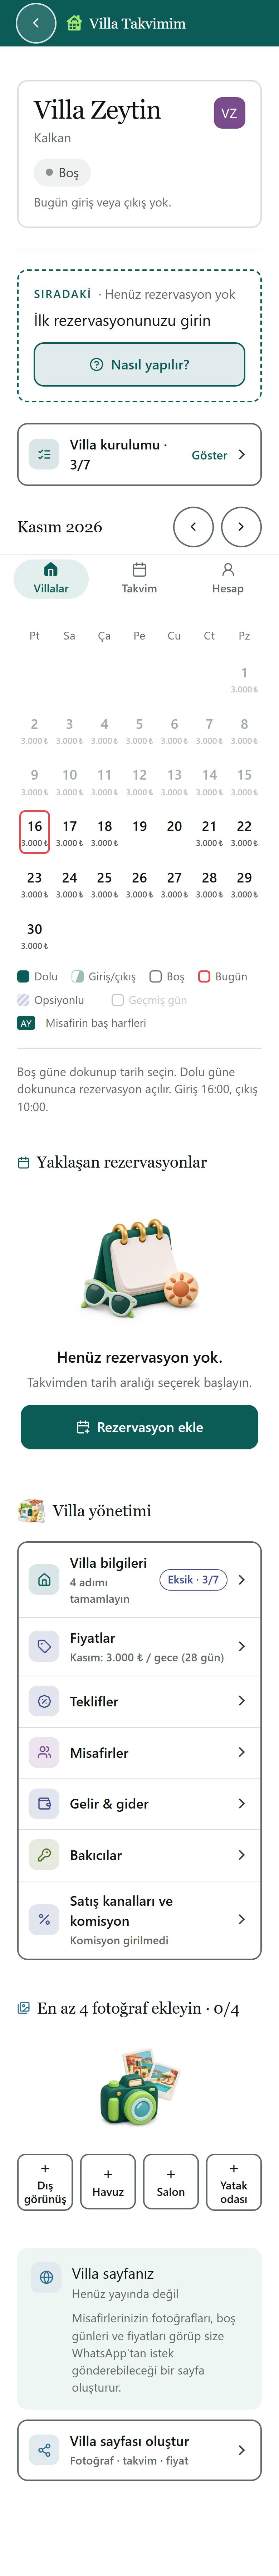 Villa Takvimim
Villa Zeytin
VZ
Kalkan
Boş
Bugün giriş veya çıkış yok.
SIRADAKİ · Henüz rezervasyon yok
İlk rezervasyonunuzu girin
Nasıl yapılır?
Villa kurulumu ·
3/7
Göster
Kasım 2026
Villalar Takvim Hesap
Pt Sa Ça Pe Cu Ct Pz
1
3.000 ₺
2 3 4 5 6 7 8
3.000 ₺ 3.000 ₺ 3.000 ₺ 3.000 ₺ 3.000 ₺ 3.000 ₺ 3.000 ₺
9 10 11 12 13 14 15
3.000 ₺ 3.000 ₺ 3.000 ₺ 3.000 ₺ 3.000 ₺ 3.000 ₺ 3.000 ₺
16 17 18 19 20 21 22
3.000 ₺ 3.000 ₺ 3.000 ₺ 3.000 ₺ 3.000 ₺
23 24 25 26 27 28 29
3.000 ₺ 3.000 ₺ 3.000 ₺ 3.000 ₺ 3.000 ₺ 3.000 ₺ 3.000 ₺
30
3.000 ₺
Dolu Giriş/çıkış Boş Bugün
Opsiyonlu Geçmiş gün
AY Misafirin baş harfleri
Boş güne dokunup tarih seçin. Dolu güne
dokununca rezervasyon açılır. Giriş 16:00, çıkış
10:00.
Yaklaşan rezervasyonlar
Henüz rezervasyon yok.
Takvimden tarih aralığı seçerek başlayın.
Rezervasyon ekle
Villa yönetimi
Villa bilgileri
4 adımı
tamamlayın
Eksik · 3/7
Fiyatlar
Kasım: 3.000 ₺ / gece (28 gün)
Teklifler
Misafirler
Gelir & gider
Bakıcılar
Satış kanalları ve
komisyon
Komisyon girilmedi
En az 4 fotoğraf ekleyin · 0/4
+ + + +
Dış
görünüş
Havuz
Salon
Yatak
odası
Villa sayfanız
Henüz yayında değil
Misafirlerinizin fotoğrafları, boş
günleri ve fiyatları görüp size
WhatsApp'tan istek
gönderebileceği bir sayfa
oluşturur.
Villa sayfası oluştur
Fotoğraf · takvim · fiyat